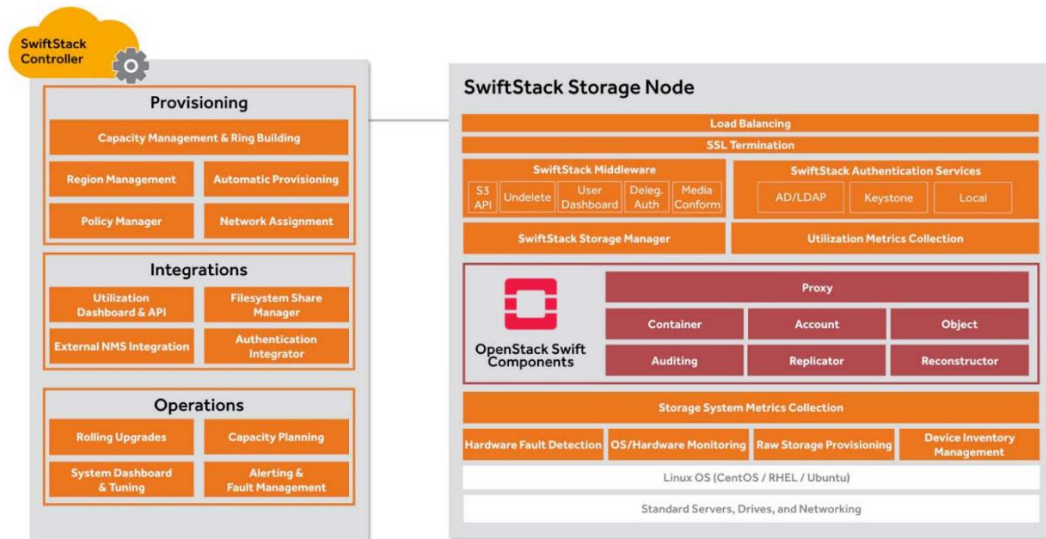 SwiftStack
Controller
Provisioning
Capacity Management & Ring Building
Region Management
Automatic Provisioning
Policy Manager
Network Assignment
Integrations
Utilization
Dashboard & API
Filesystem Share
Manager
External NMS Integration
Authentication
Integrator
Operations
Rolling Upgrades
Capacity Planning
System Dashboard
& Tuning
Alerting &
Fault Management
SwiftStack Storage Node
Load Balancing
SSL Termination
SwiftStack Middleware
S3
API
Undelete
User
Dashboard
Deleg.
Auth
Media
Conform
SwiftStack Authentication Services
AD/LDAP
Keystone
Local
SwiftStack Storage Manager
Utilization Metrics Collection
OpenStack Swift
Components
Proxy
Container
Account
Object
Auditing
Replicator
Reconstructor
Storage System Metrics Collection
Hardware Fault Detection
OS/Hardware Monitoring
Raw Storage Provisioning
Device Inventory
Management
Linux OS (CentOS / RHEL / Ubuntu)
Standard Servers, Drives, and Networking